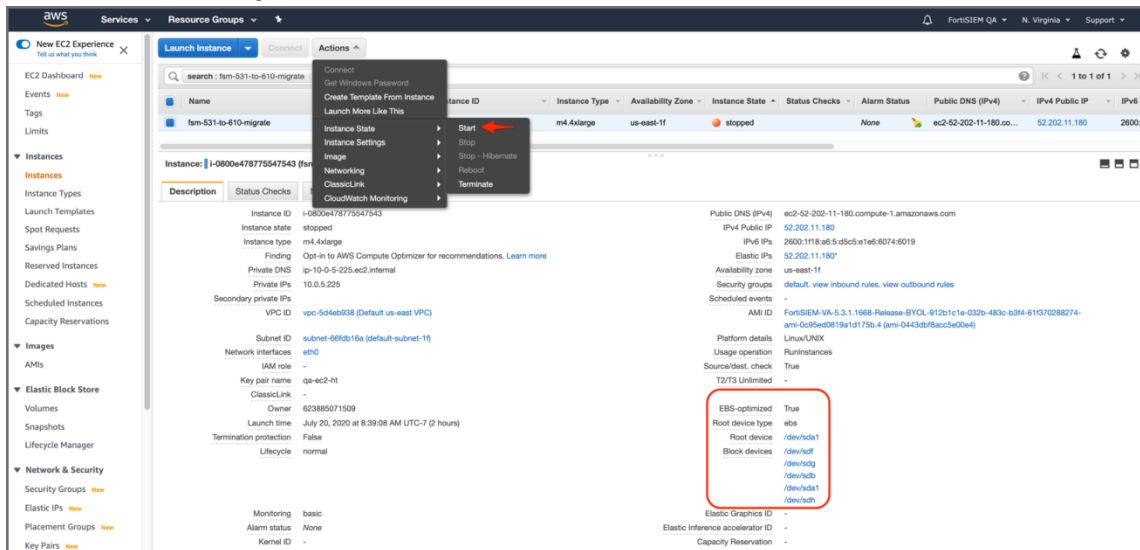 aws Services Resource Groups FortiSIEM QA N. Virginia Support
New EC2 Experience
Tell us what you think
EC2 Dashboard New
Events New
Tags
Limits
Instances
Instances
Instance Types
Launch Templates
Spot Requests
Savings Plans
Reserved Instances
Dedicated Hosts New
Scheduled Instances
Capacity Reservations
Images
AMIs
Elastic Block Store
Volumes
Snapshots
Lifecycle Manager
Network & Security
Security Groups New
Elastic IPs New
Placement Groups New
Key Pairs New
Launch Instance Connect Actions
search : fsm-531-to-610-migrate 1 to 1 of 1
Connect
Get Windows Password
Create Template From Instance
Launch More Like This
Instance State
Instance Settings
Image
Networking
ClassicLink
CloudWatch Monitoring
Start
Stop
Stop - Hibernate
Reboot
Terminate
Name stance ID Instance Type Availability Zone Instance State Status Checks Alarm Status Public DNS (IPv4) IPv4 Public IP IPv6
fsm-531-to-610-migrate m4.4xlarge us-east-1f stopped None ec2-52-202-11-180.co... 52.202.11.180 2600:
Instance: i-0800e478775547543 (fsm
Description Status Checks
Instance ID i-0800e478775547543
Instance state stopped
Instance type m4.4xlarge
Finding Opt-in to AWS Compute Optimizer for recommendations. Learn more
Private DNS ip-10-0-5-225.ec2.internal
Private IPs 10.0.5.225
Secondary private IPs
VPC ID vpc-5d4eb938 (Default us-east VPC)
Subnet ID subnet-66fdb16a (default-subnet-1f)
Network interfaces eth0
IAM role -
Key pair name qa-ec2-ht
ClassicLink -
Owner 623885071509
Launch time July 20, 2020 at 8:39:08 AM UTC-7 (2 hours)
Termination protection False
Lifecycle normal
Monitoring basic
Alarm status None
Kernel ID -
Public DNS (IPv4) ec2-52-202-11-180.compute-1.amazonaws.com
IPv4 Public IP 52.202.11.180
IPv6 IPs 2600:1f18:a6:5:d5c5:e1e6:6074:6019
Elastic IPs 52.202.11.180*
Availability zone us-east-1f
Security groups default. view inbound rules. view outbound rules
Scheduled events -
AMI ID FortiSIEM-VA-5.3.1.1668-Release-BYOL-912b1c1e-032b-483c-b3f4-61f370288274-
ami-0c95ed0819a1d175b.4 (ami-0443dbf8acc5e00e4)
Platform details Linux/UNIX
Usage operation RunInstances
Source/dest. check True
T2/T3 Unlimited -
EBS-optimized True
Root device type ebs
Root device /dev/sda1
Block devices /dev/sdf
/dev/sdg
/dev/sdb
/dev/sda1
/dev/sdh
Elastic Graphics ID -
Elastic Inference accelerator ID -
Capacity Reservation -